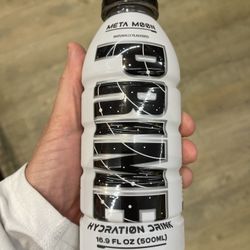 META MOON
NATURALLY FLAVORED
PRIME
HYDRATION DRINK
16.9 FL OZ (500ML)